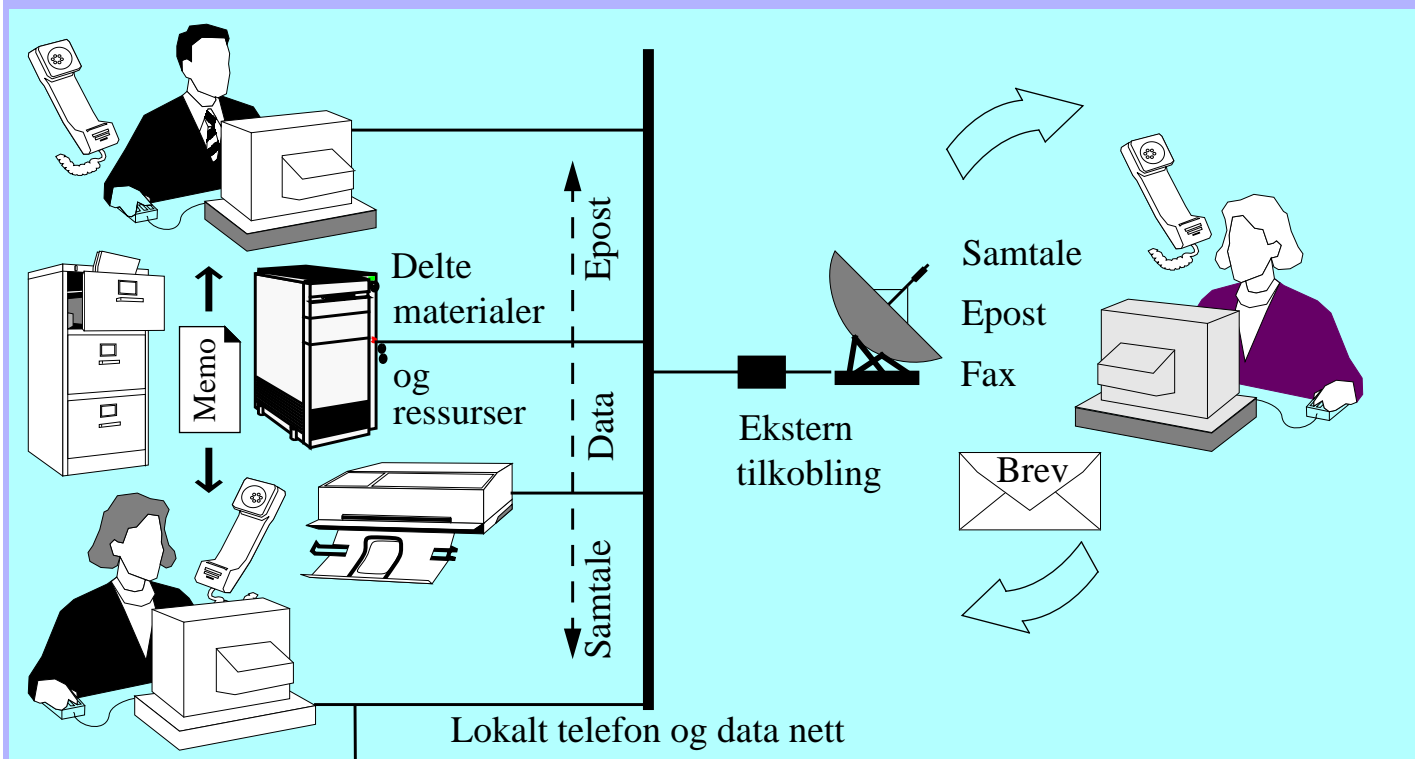 Delte
materialer
og
ressurser
Memo
Epost
Data
Samtale
Ekstern
tilkobling
Samtale
Epost
Fax
Brev
Lokalt telefon og data nett